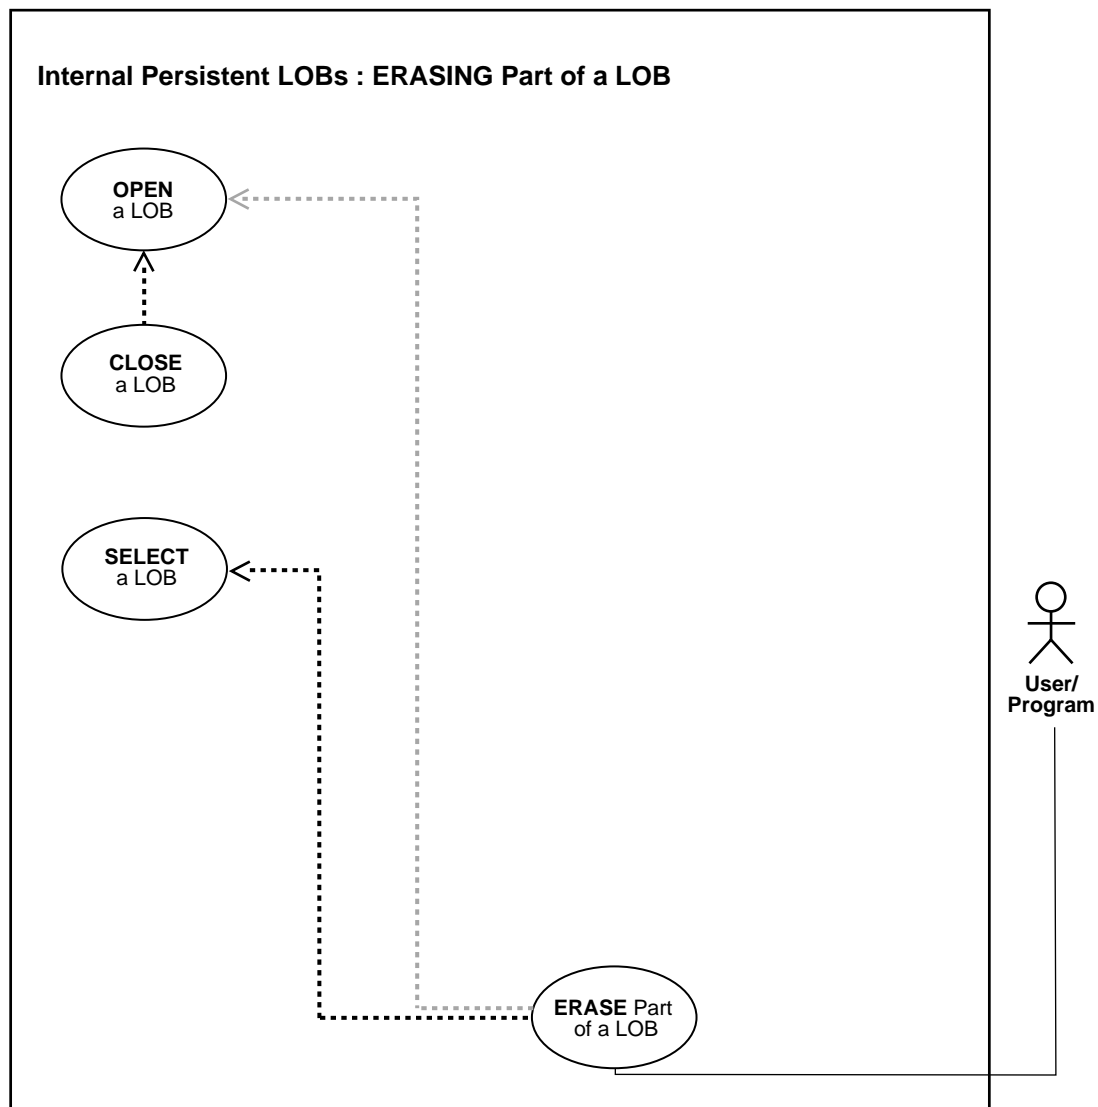 Internal Persistent LOBs : ERASING Part of a LOB
OPEN
a LOB
CLOSE
a LOB
SELECT
a LOB
User/
Program
ERASE Part
of a LOB